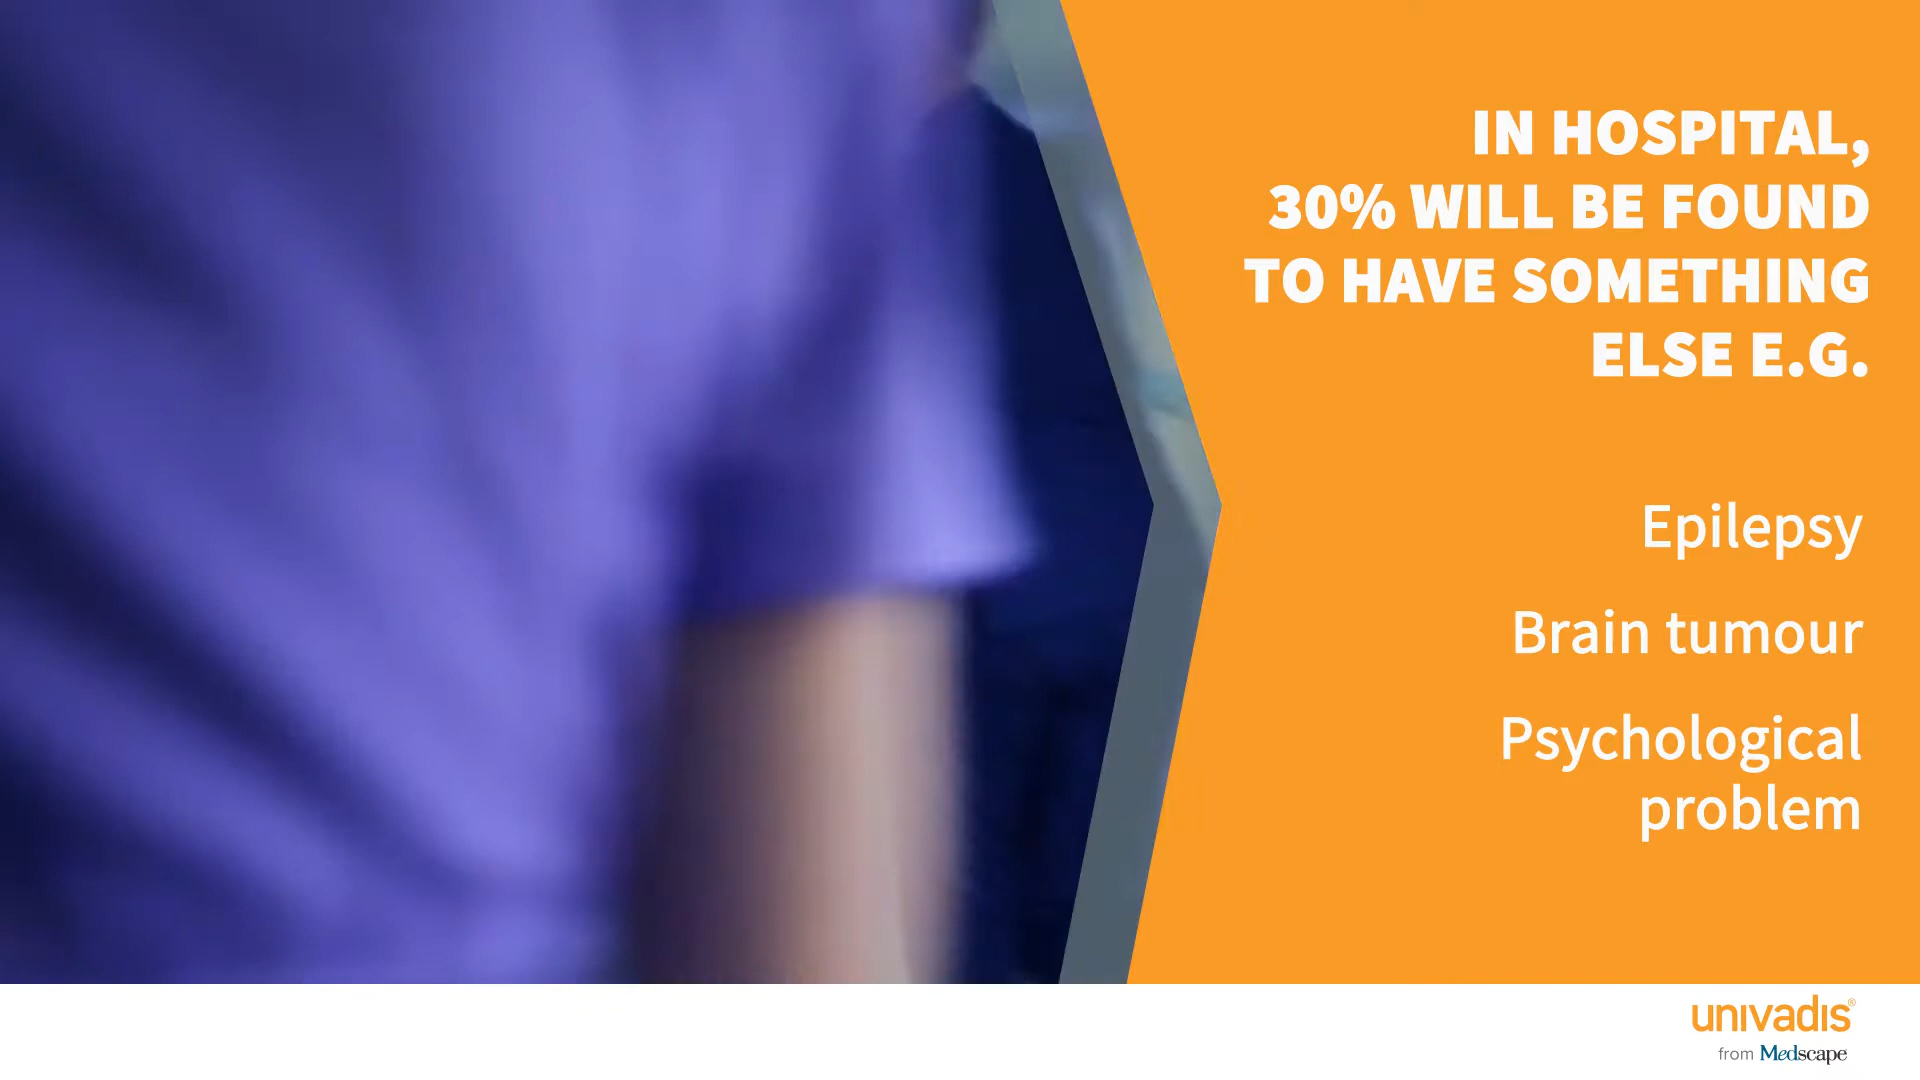 IN HOSPITAL,
30% WILL BE FOUND
TO HAVE SOMETHING
ELSE E.G.
Epilepsy
Brain tumour
Psychological
problem
univadis®
from Medscape